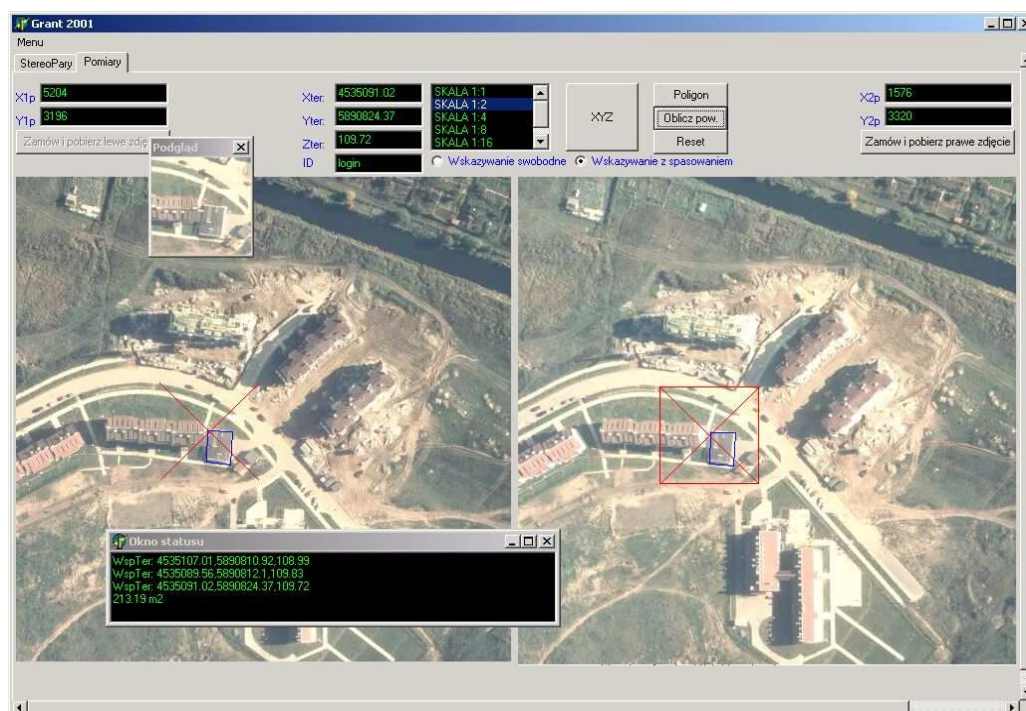 Grant 2001
Menu
StereoPary Pomiary
X1p 5204
Y1p 3196
Zamów i pobierz lewe zdję
Xter: 4535091.02
Yter: 5890824.37
Zter: 109.72
ID login
SKALA 1:1
SKALA 1:2
SKALA 1:4
SKALA 1:8
SKALA 1:16
XYZ
Poligon
Oblicz pow.
Reset
Wskazywanie swobodne Wskazywanie z spasowaniem
X2p 1576
Y2p 3320
Zamów i pobierz prawe zdjęcie
Podgląd
Okno statusu
WspTer: 4535107.01,5890810.92,108.99
WspTer: 4535089.56,5890812.1,109.83
WspTer: 4535091.02,5890824.37,109.72
213.19 m2